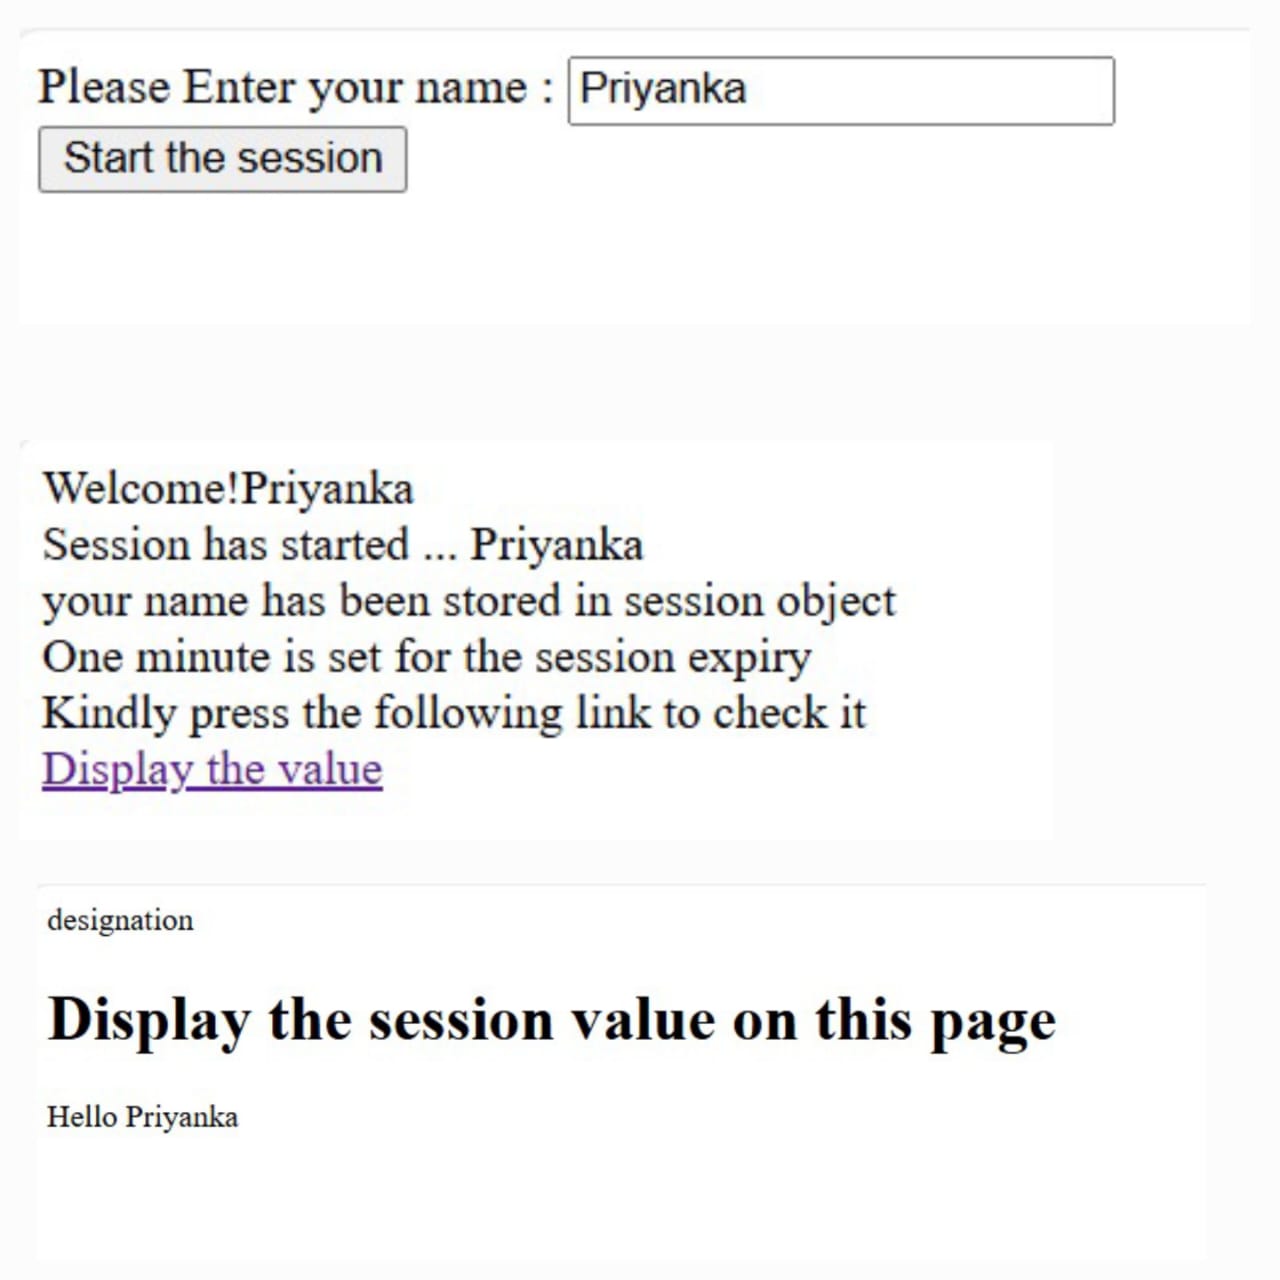 Please Enter your name : Priyanka
Start the session
Welcome!Priyanka
Session has started ... Priyanka
your name has been stored in session object
One minute is set for the session expiry
Kindly press the following link to check it
Display the value
designation
Display the session value on this page
Hello Priyanka